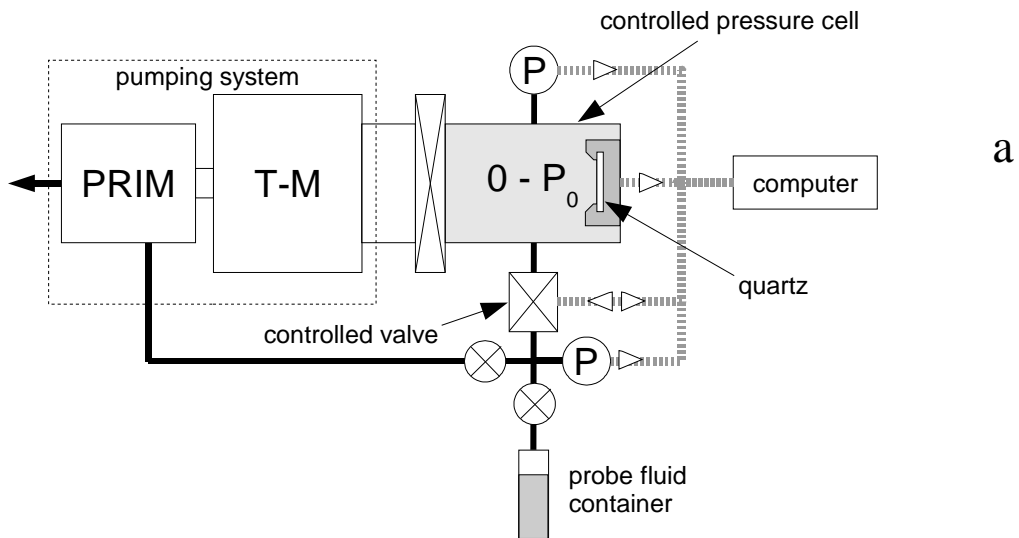 controlled pressure cell
pumping system
P
a
PRIM
T-M
0 - P0
computer
quartz
controlled valve
P
probe fluid
container